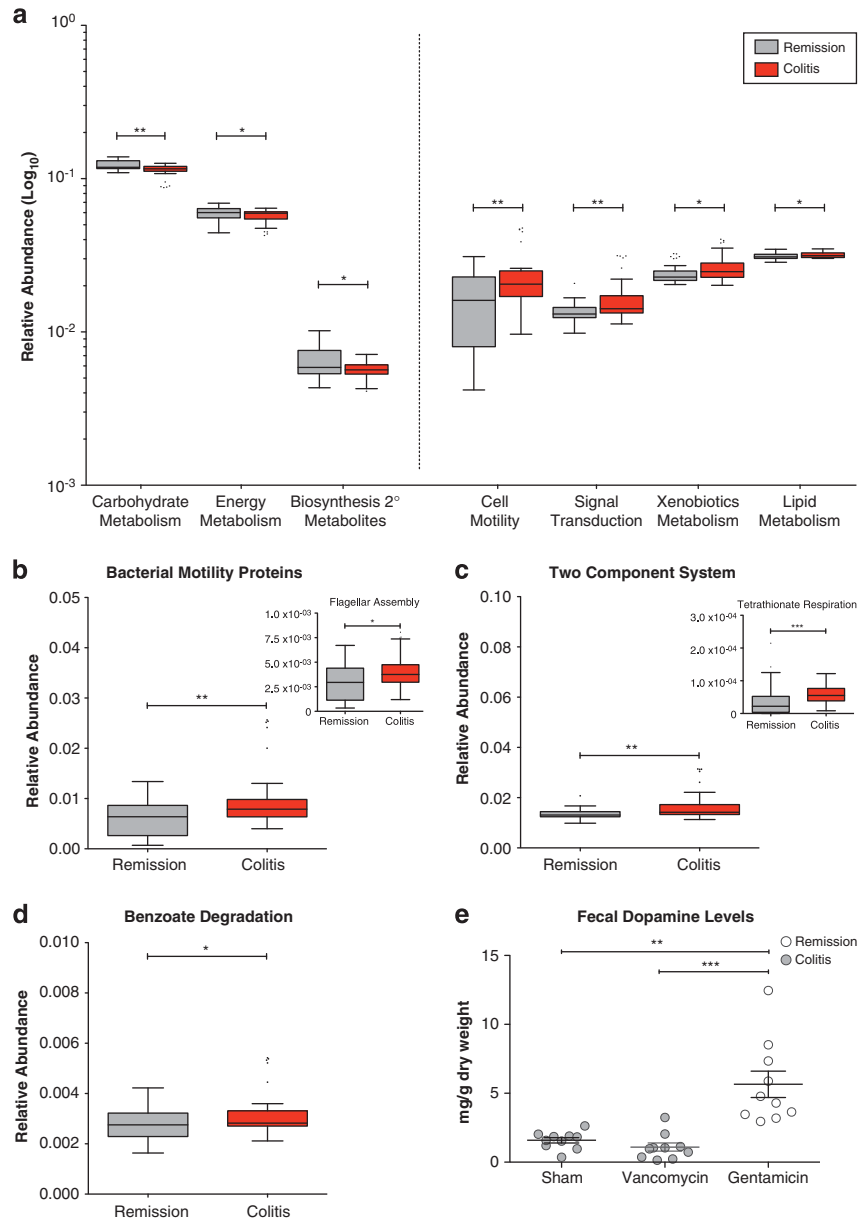 a
10⁰
Remission
Colitis
** *
10⁻¹
** ** * *
*
10⁻²
10⁻³
Relative Abundance (Log₁₀)
Carbohydrate Metabolism
Energy Metabolism
Biosynthesis 2° Metabolites
Cell Motility
Signal Transduction
Xenobiotics Metabolism
Lipid Metabolism
b
Bacterial Motility Proteins
Relative Abundance
0.05
0.04
0.03
0.02
0.01
0.00
**
Remission Colitis
Flagellar Assembly
1.0 x10⁻⁰³
7.5 x10⁻⁰³
5.0 x10⁻⁰³
2.5 x10⁻⁰³
0
*
Remission Colitis
c
Two Component System
Relative Abundance
0.10
0.08
0.06
0.04
0.02
0.00
**
Remission Colitis
Tetrathionate Respiration
3.0 x10⁻⁰⁴
2.0 x10⁻⁰⁴
1.0 x10⁻⁰⁴
0
***
Remission Colitis
d
Benzoate Degradation
Relative Abundance
0.010
0.008
0.006
0.004
0.002
0.000
*
Remission Colitis
e
Fecal Dopamine Levels
Remission
Colitis
**
***
mg/g dry weight
15
10
5
0
Sham Vancomycin Gentamicin